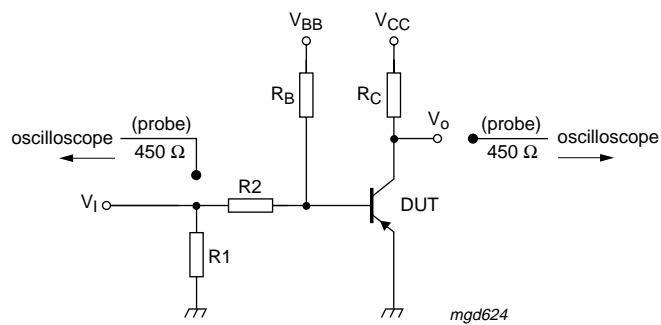 V_BB V_CC
R_B R_C
(probe) V_o (probe)
oscilloscope 450 Ω 450 Ω oscilloscope
R2
V_I DUT
R1
mgd624